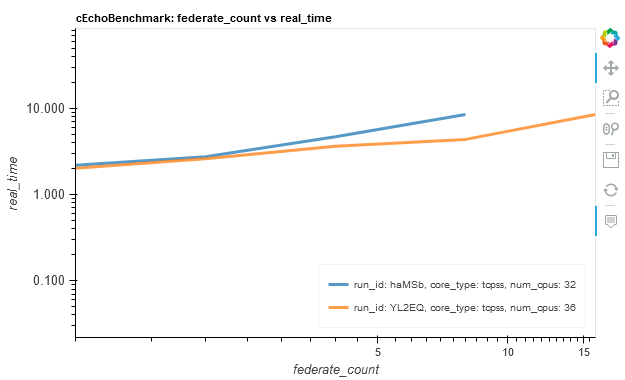 cEchoBenchmark: federate_count vs real_time
10.000
1.000
0.100
real_time
run_id: haMSb, core_type: tcpss, num_cpus: 32
run_id: YL2EQ, core_type: tcpss, num_cpus: 36
5
10
15
federate_count